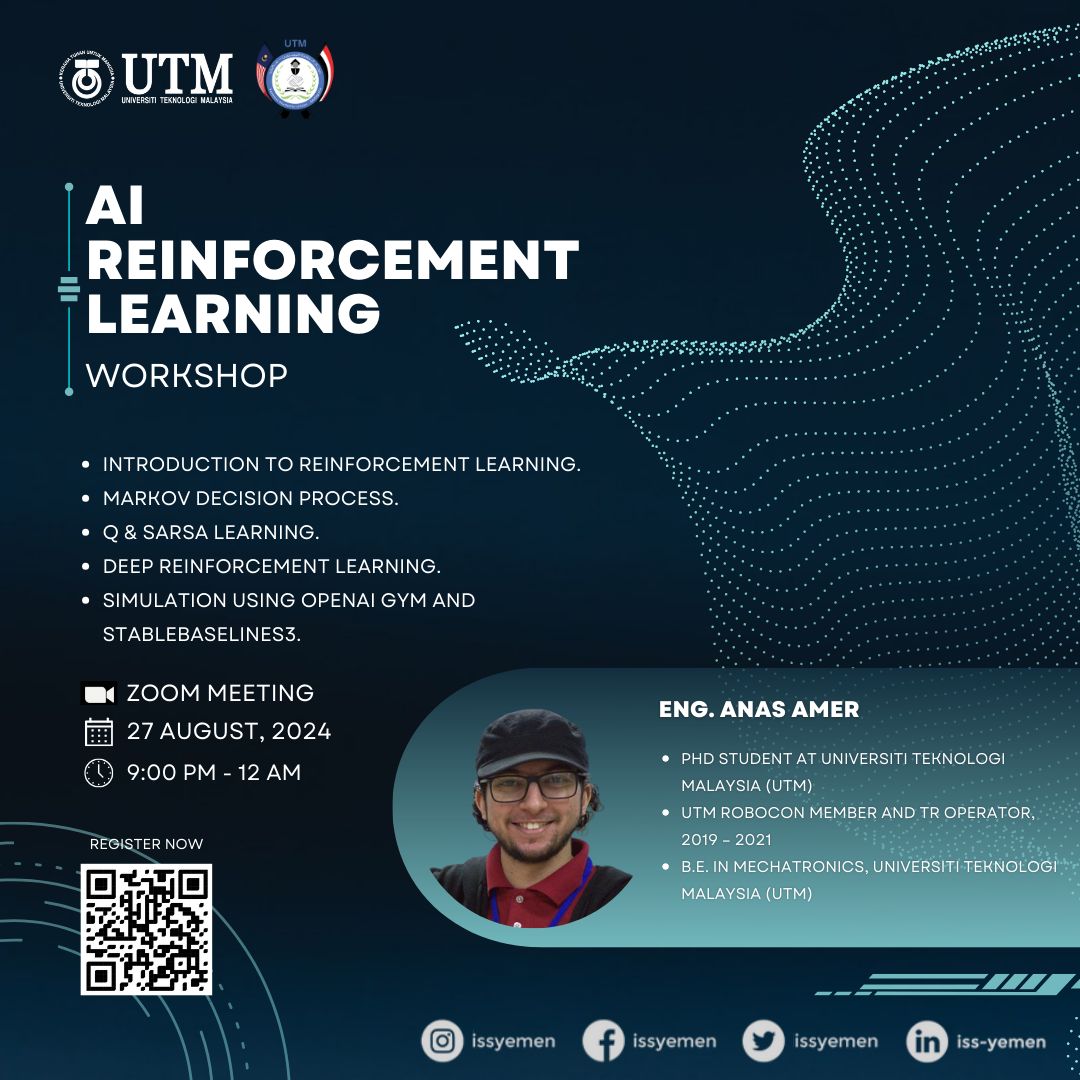 UTM
UNIVERSITI TEKNOLOGI MALAYSIA
UTM
AI
REINFORCEMENT
LEARNING
WORKSHOP
INTRODUCTION TO REINFORCEMENT LEARNING.
MARKOV DECISION PROCESS.
Q & SARSA LEARNING.
DEEP REINFORCEMENT LEARNING.
SIMULATION USING OPENAI GYM AND
STABLEBASELINES3.
ZOOM MEETING
27 AUGUST, 2024
9:00 PM - 12 AM
REGISTER NOW
ENG. ANAS AMER
PHD STUDENT AT UNIVERSITI TEKNOLOGI
MALAYSIA (UTM)
UTM ROBOCON MEMBER AND TR OPERATOR,
2019 – 2021
B.E. IN MECHATRONICS, UNIVERSITI TEKNOLOGI
MALAYSIA (UTM)
issyemen
issyemen
issyemen
iss-yemen